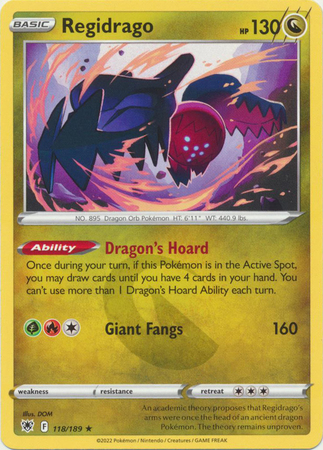 BASIC
Regidrago
HP 130
NO. 895 Dragon Orb Pokémon HT: 6'11" WT: 440.9 lbs.
Ability Dragon's Hoard
Once during your turn, if this Pokémon is in the Active Spot,
you may draw cards until you have 4 cards in your hand. You
can't use more than 1 Dragon's Hoard Ability each turn.
Giant Fangs 160
weakness resistance retreat
Illus. DOM
F 118/189 ★
An academic theory proposes that Regidrago's
arms were once the head of an ancient dragon
Pokémon. The theory remains unproven.
©2022 Pokémon / Nintendo / Creatures / GAME FREAK